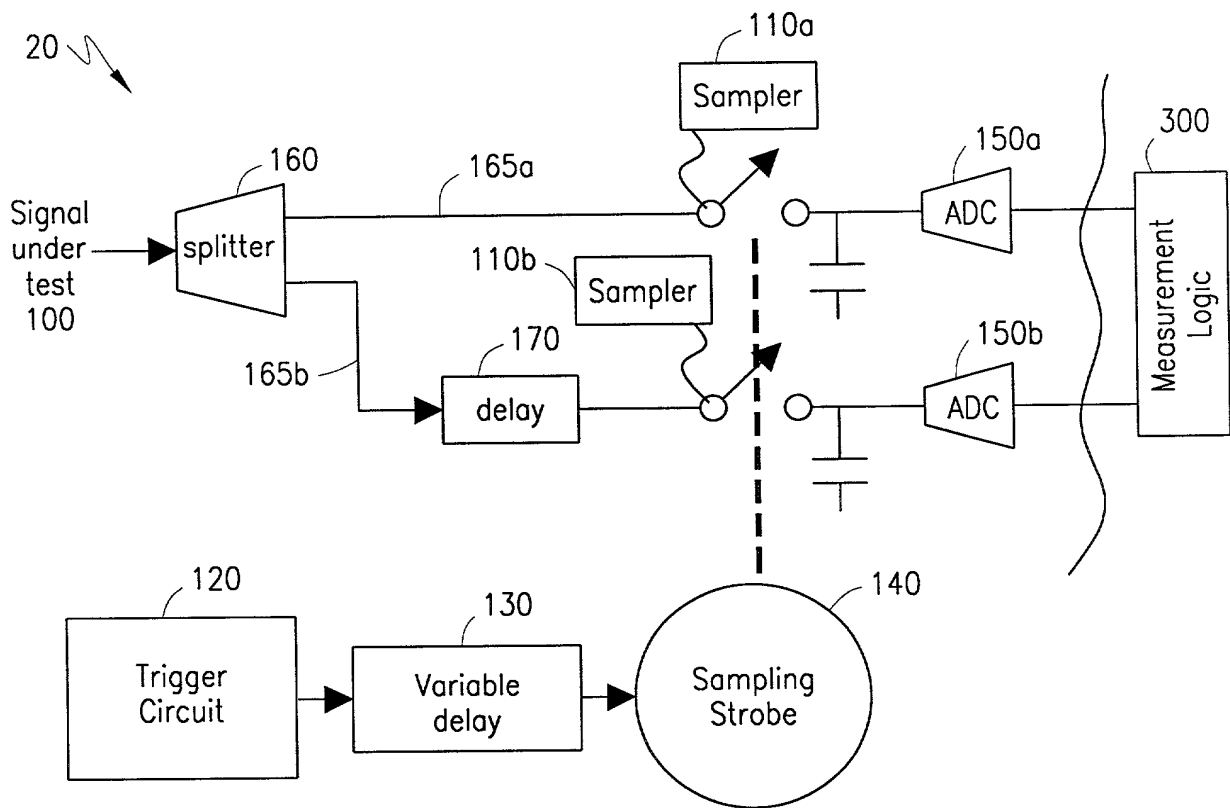 20
110a
Sampler
160
165a
150a
300
Signal
under
test
100
splitter
ADC
110b
Sampler
Measurement
Logic
165b
170
delay
150b
ADC
120
130
140
Trigger
Circuit
Variable
delay
Sampling
Strobe